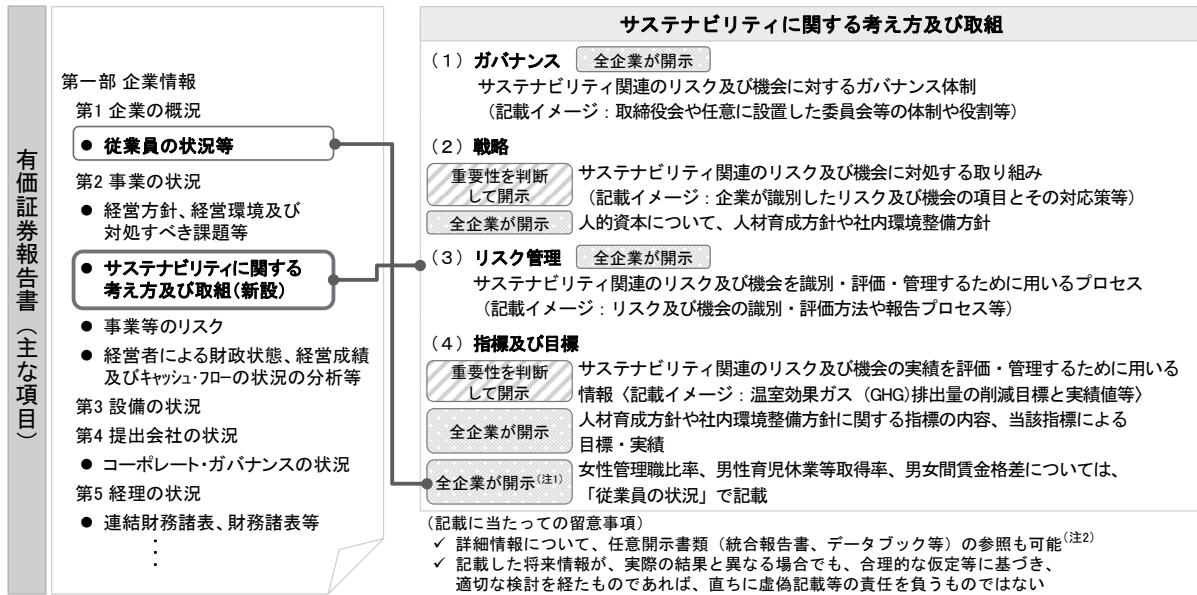 有価証券報告書（主な項目）
第一部 企業情報
第1 企業の概況
● 従業員の状況等
第2 事業の状況
● 経営方針、経営環境及び
対処すべき課題等
● サステナビリティに関する
考え方及び取組(新設)
● 事業等のリスク
● 経営者による財政状態、経営成績
及びキャッシュ・フローの状況の分析等
第3 設備の状況
第4 提出会社の状況
● コーポレート・ガバナンスの状況
第5 経理の状況
● 連結財務諸表、財務諸表等
⋮
サステナビリティに関する考え方及び取組
（1）ガバナンス 全企業が開示
サステナビリティ関連のリスク及び機会に対するガバナンス体制
（記載イメージ：取締役会や任意に設置した委員会等の体制や役割等）
（2）戦略
重要性を判断
して開示
サステナビリティ関連のリスク及び機会に対処する取り組み
（記載イメージ：企業が識別したリスク及び機会の項目とその対応策等）
全企業が開示 人的資本について、人材育成方針や社内環境整備方針
（3）リスク管理 全企業が開示
サステナビリティ関連のリスク及び機会を識別・評価・管理するために用いるプロセス
（記載イメージ：リスク及び機会の識別・評価方法や報告プロセス等）
（4）指標及び目標
重要性を判断
して開示
サステナビリティ関連のリスク及び機会の実績を評価・管理するために用いる
情報〈記載イメージ：温室効果ガス（GHG)排出量の削減目標と実績値等〉
全企業が開示
人材育成方針や社内環境整備方針に関する指標の内容、当該指標による
目標・実績
全企業が開示(注1)
女性管理職比率、男性育児休業等取得率、男女間賃金格差については、
「従業員の状況」で記載
（記載に当たっての留意事項）
✓ 詳細情報について、任意開示書類（統合報告書、データブック等）の参照も可能(注2)
✓ 記載した将来情報が、実際の結果と異なる場合でも、合理的な仮定等に基づき、
適切な検討を経たものであれば、直ちに虚偽記載等の責任を負うものではない